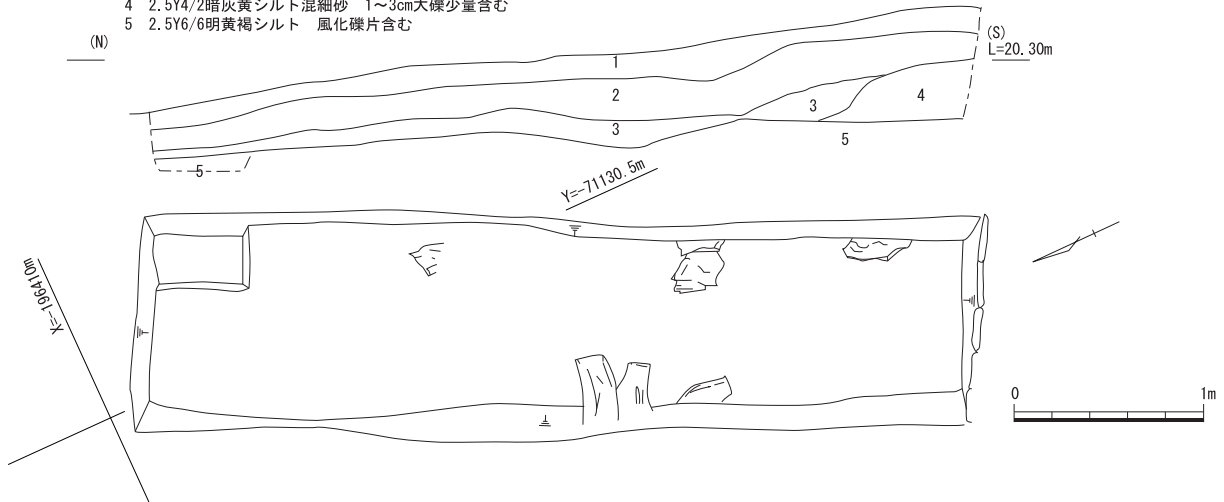 4 2.5Y4/2暗灰黄シルト混細砂 1～3cm大礫少量含む
5 2.5Y6/6明黄褐シルト 風化礫片含む
(N)
(S)
L=20.30m
1
2
3
4
3
5
5
Y=-71130.5m
X=-196410m
0
1m